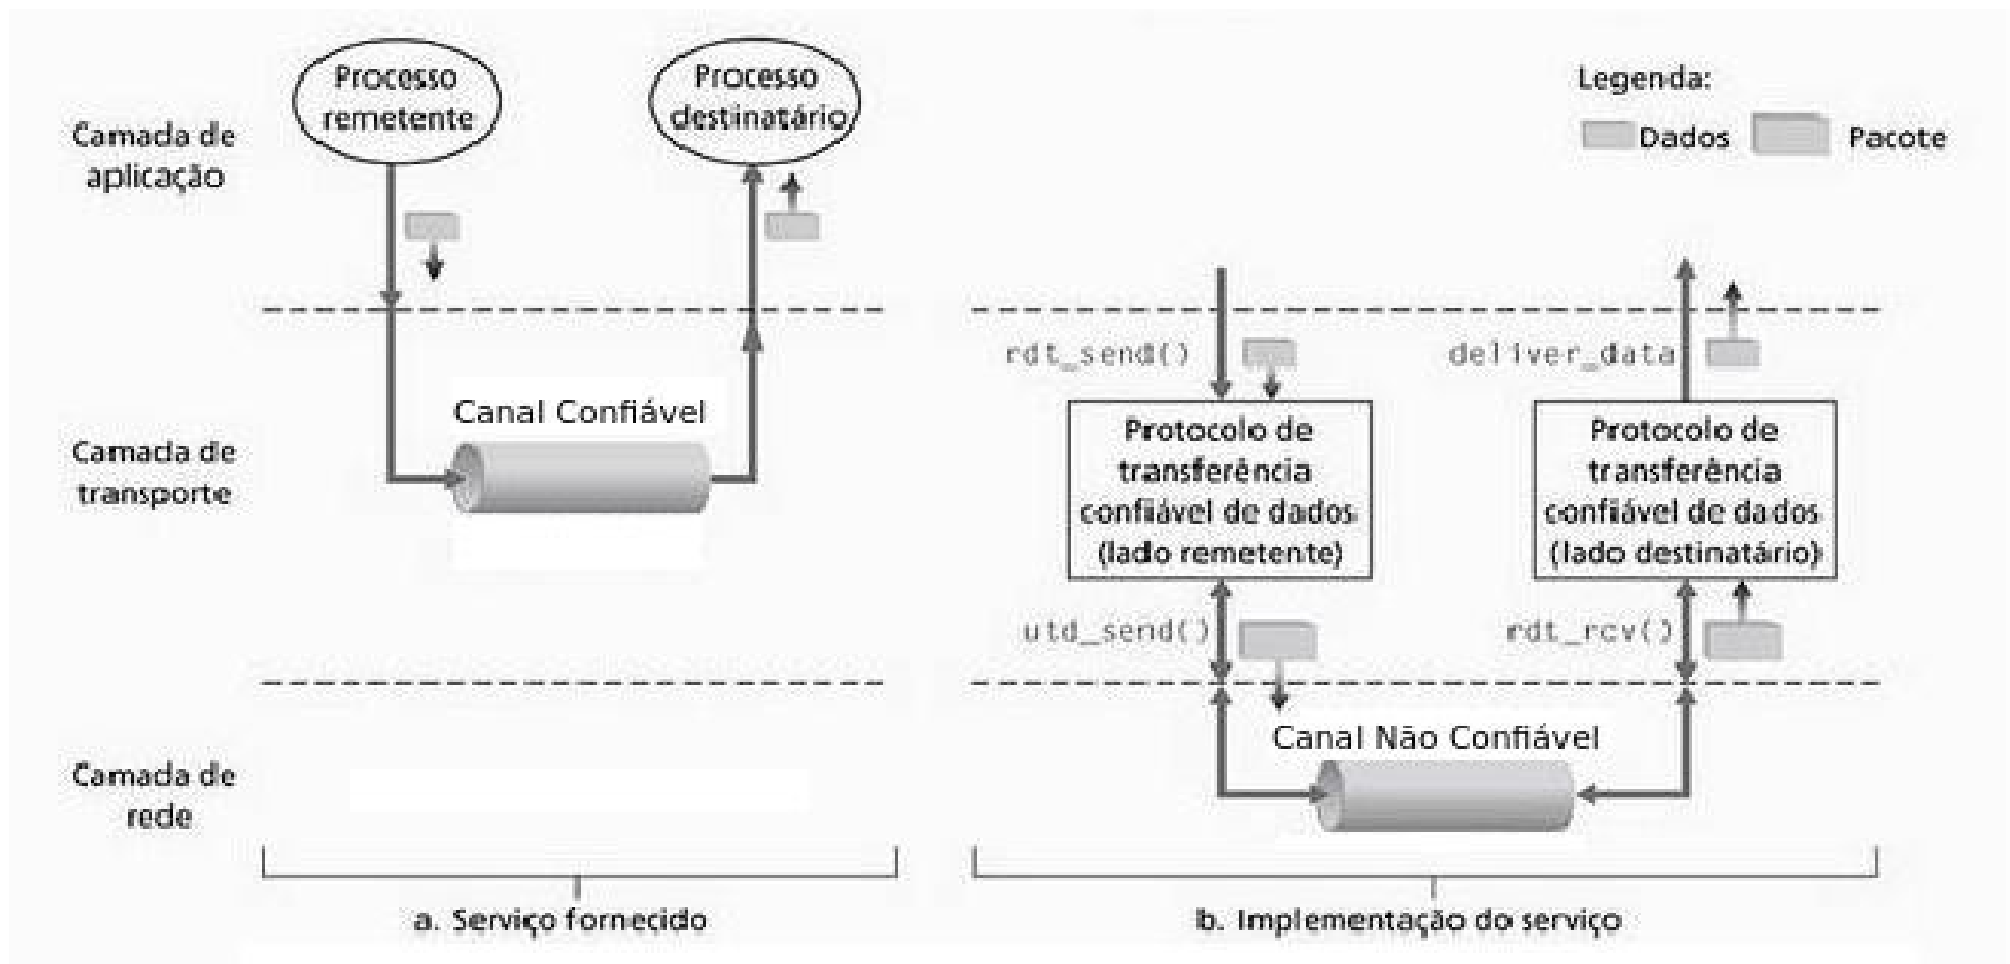 Processo
remetente
Processo
destinatário
Legenda:
Dados
Pacote
Camada de
aplicação
rdt_send()
deliver_data
Canal Confiável
Camada de
transporte
Protocolo de
transferência
confiável de dados
(lado remetente)
Protocolo de
transferência
confiável de dados
(lado destinatário)
utd_send()
rdt_rcv()
Canal Não Confiável
Camada de
rede
a. Serviço fornecido
b. Implementação do serviço